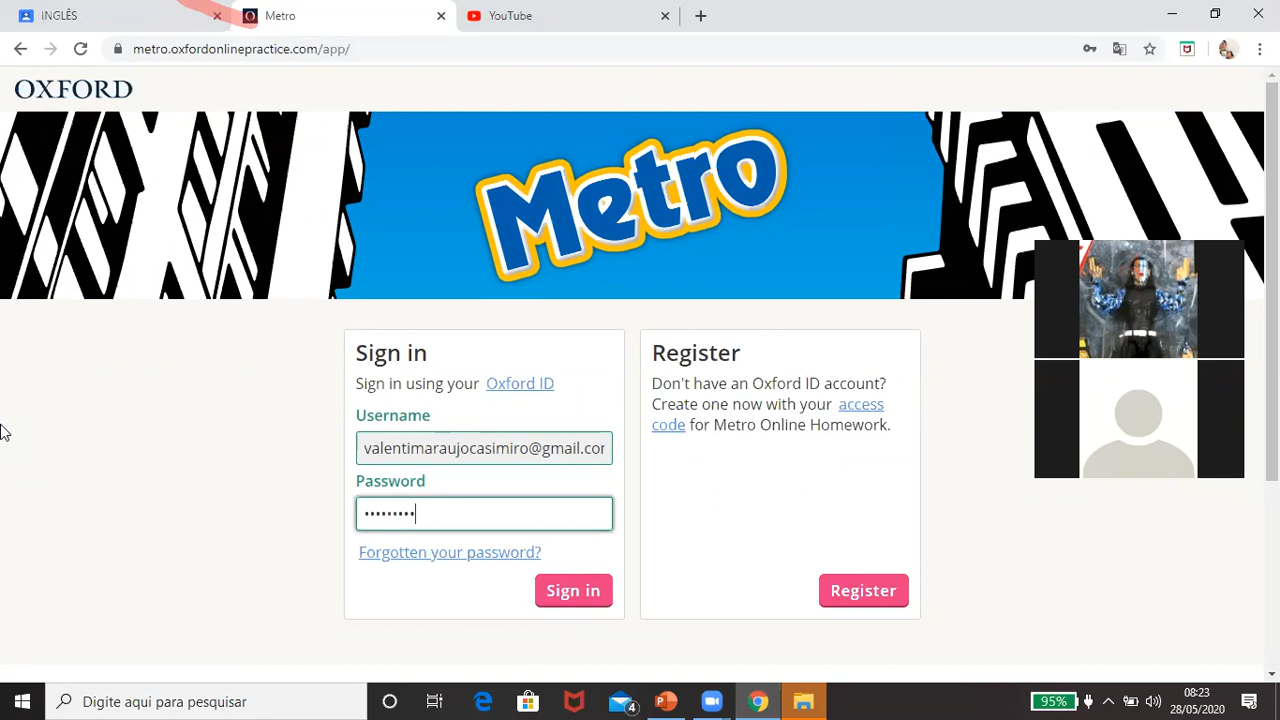 INGLÊS
Metro
YouTube
metro.oxfordonlinepractice.com/app/
OXFORD
Metro
Sign in
Sign in using your Oxford ID
Username
valentimaraujocasimiro@gmail.cor
Password
•••••••••
Forgotten your password?
Sign in
Register
Don't have an Oxford ID account?
Create one now with your access
code for Metro Online Homework.
Register
Digite aqui para pesquisar
4
95%
08:23
28/05/2020